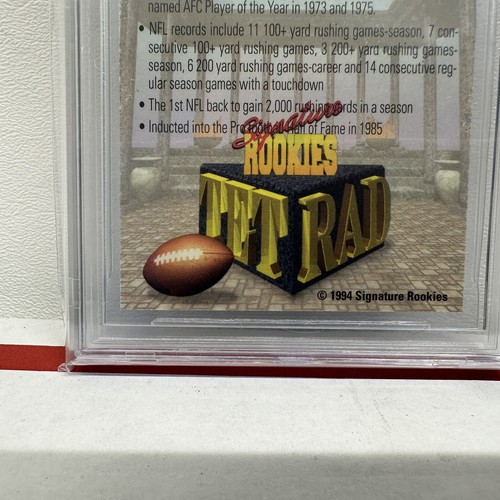 named AFC Player of the Year in 1973 and 1975.
• NFL records include 11 100+ yard rushing games-season, 7 con-
secutive 100+ yard rushing games, 3 200+ yard rushing games-
season, 6 200 yard rushing games-career and 14 consecutive reg-
ular season games with a touchdown
• The 1st NFL back to gain 2,000 rushing yards in a season
• Inducted into the Pro Football Hall of Fame in 1985
Signature
ROOKIES
TET RAD
© 1994 Signature Rookies